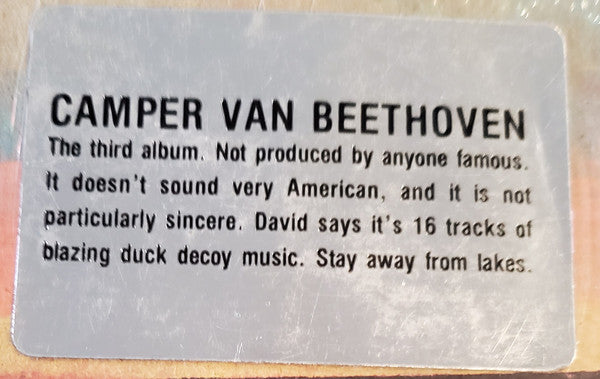 CAMPER VAN BEETHOVEN
The third album. Not produced by anyone famous.
It doesn't sound very American, and it is not
particularly sincere. David says it's 16 tracks of
blazing duck decoy music. Stay away from lakes.